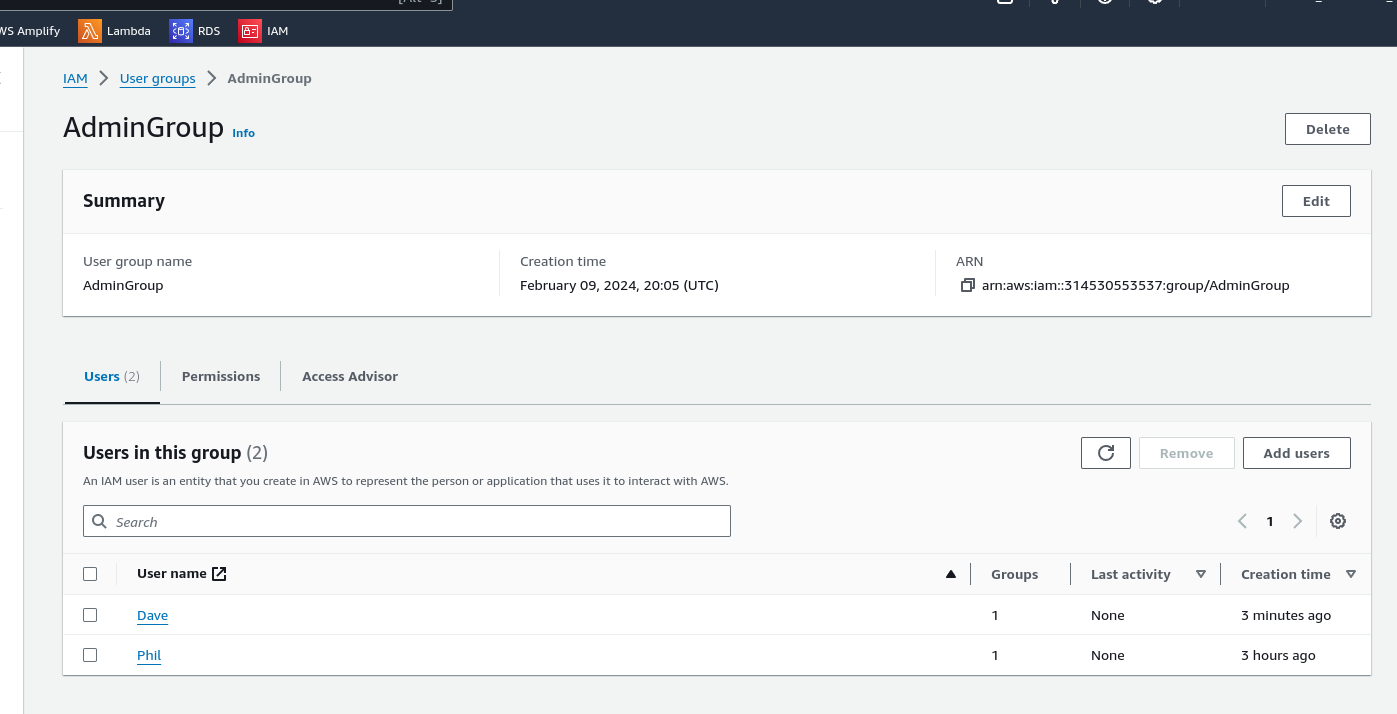 WS Amplify Lambda RDS IAM
IAM User groups AdminGroup
AdminGroup Info
Delete
Summary
Edit
User group name
AdminGroup
Creation time
February 09, 2024, 20:05 (UTC)
ARN
arn:aws:iam::314530553537:group/AdminGroup
Users (2) Permissions Access Advisor
Users in this group (2)
Remove Add users
An IAM user is an entity that you create in AWS to represent the person or application that uses it to interact with AWS.
Search
1
User name Groups Last activity Creation time
Dave 1 None 3 minutes ago
Phil 1 None 3 hours ago